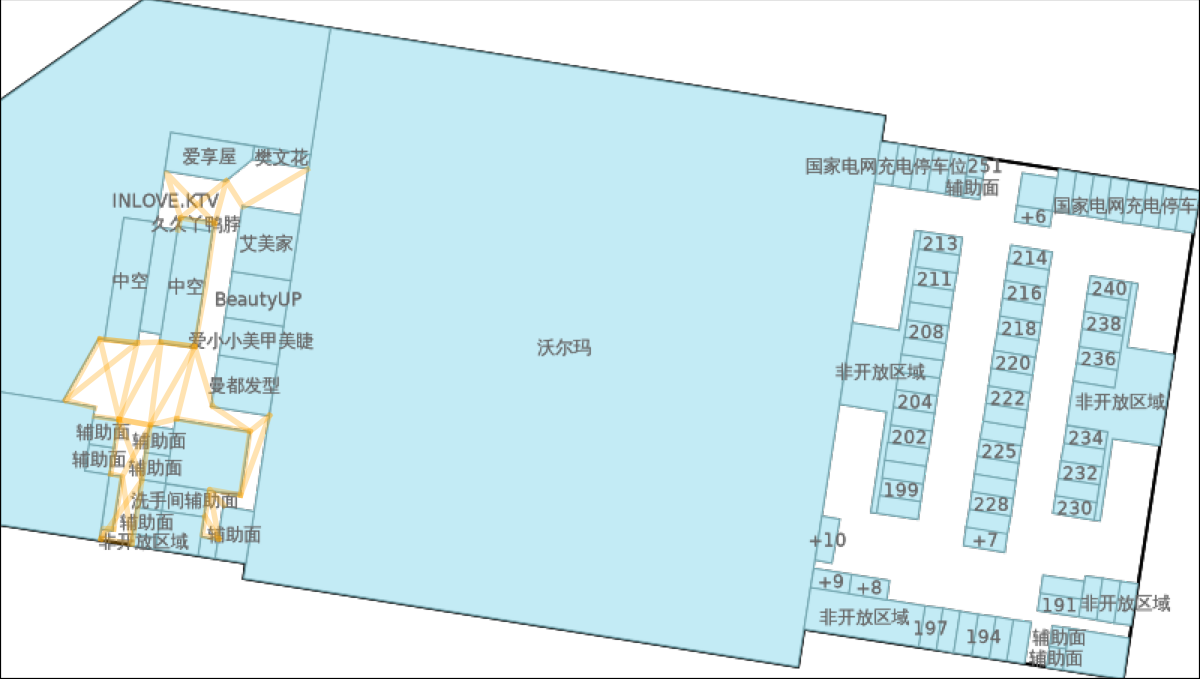 爱享屋
樊文花
INLOVE.KTV
久久丫鸭脖
艾美家
中空
中空
BeautyUP
爱小小美甲美睫
曼都发型
辅助面
辅助面
辅助面
辅助面
洗手间辅助面
辅助面
辅助面
非开放区域
沃尔玛
国家电网充电停车位251
辅助面
+6
国家电网充电停车
213
211
208
非开放区域
204
202
199
214
216
218
220
222
225
228
+7
240
238
236
非开放区域
234
232
230
+10
+9
+8
非开放区域
197
194
191
非开放区域
辅助面
辅助面